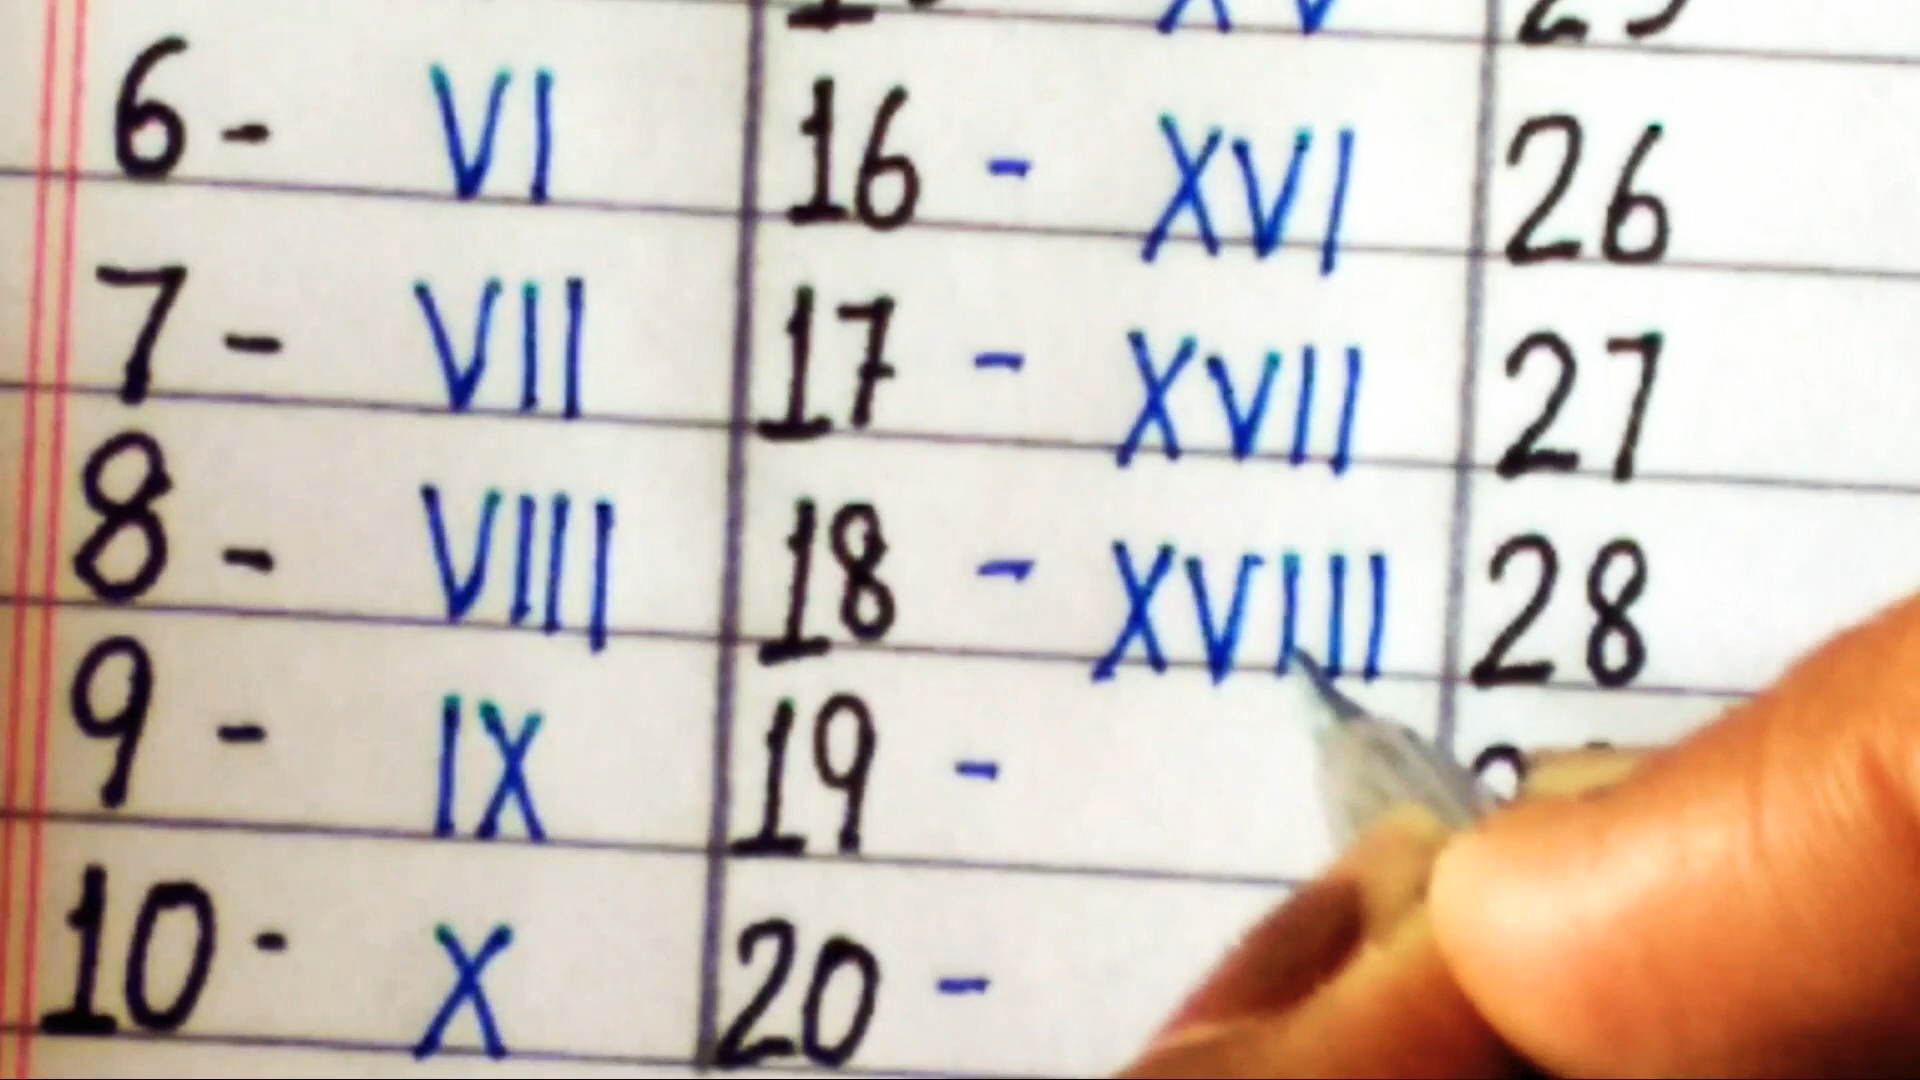 XV
6 - VI 16 - XVI 26
7 - VII 17 - XVII 27
8 - VIII 18 - XVIII 28
9 - IX 19 -
10 - X 20 -